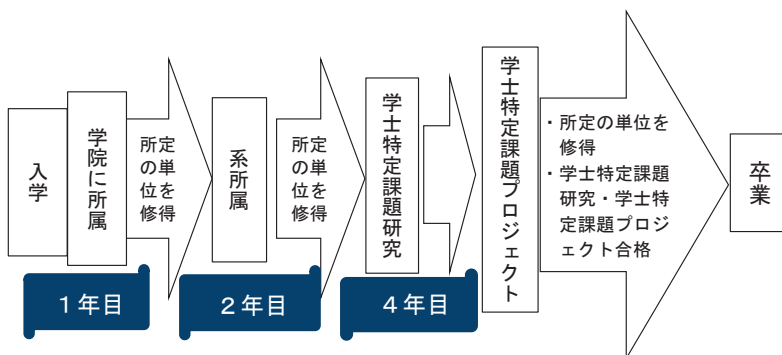 入学
学院に所属
所定
の単
位を
修得
系所属
所定
の単
位を
修得
学士特定課題研究
学士特定課題プロジェクト
・所定の単位を
修得
・学士特定課題
研究・学士特
定課題プロジ
ェクト合格
卒業
1年目
2年目
4年目